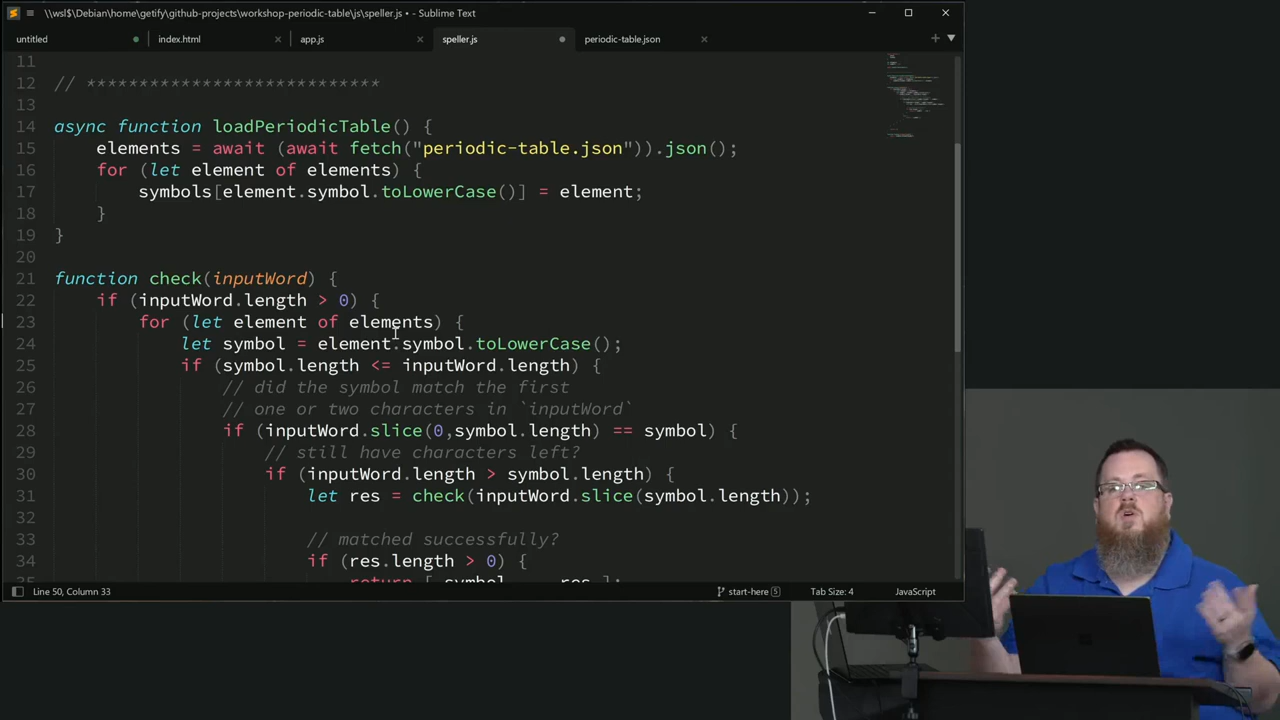 \\wsl$\Debian\home\getify\github-projects\workshop-periodic-table\js\speller.js • - Sublime Text
untitled index.html app.js speller.js periodic-table.json
11
12 // ****************************
13
14 async function loadPeriodicTable() {
15 elements = await (await fetch("periodic-table.json")).json();
16 for (let element of elements) {
17 symbols[element.symbol.toLowerCase()] = element;
18 }
19 }
20
21 function check(inputWord) {
22 if (inputWord.length > 0) {
23 for (let element of elements) {
24 let symbol = element.symbol.toLowerCase();
25 if (symbol.length <= inputWord.length) {
26 // did the symbol match the first
27 // one or two characters in `inputWord`
28 if (inputWord.slice(0,symbol.length) == symbol) {
29 // still have characters left?
30 if (inputWord.length > symbol.length) {
31 let res = check(inputWord.slice(symbol.length));
32
33 // matched successfully?
34 if (res.length > 0) {
35 return [ symbol, ...res ];
Line 50, Column 33 start-here 5 Tab Size: 4 JavaScript